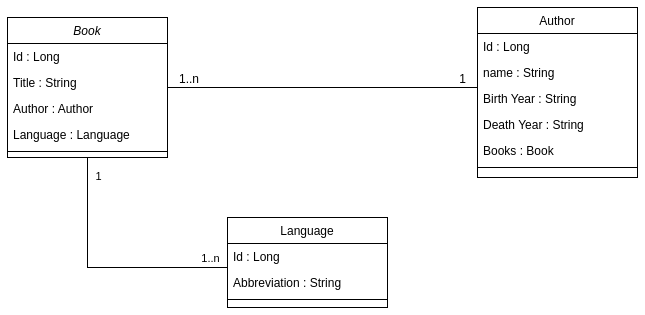 Book
Id : Long
Title : String
Author : Author
Language : Language
1..n
1
Author
Id : Long
name : String
Birth Year : String
Death Year : String
Books : Book
1
1..n
Language
Id : Long
Abbreviation : String